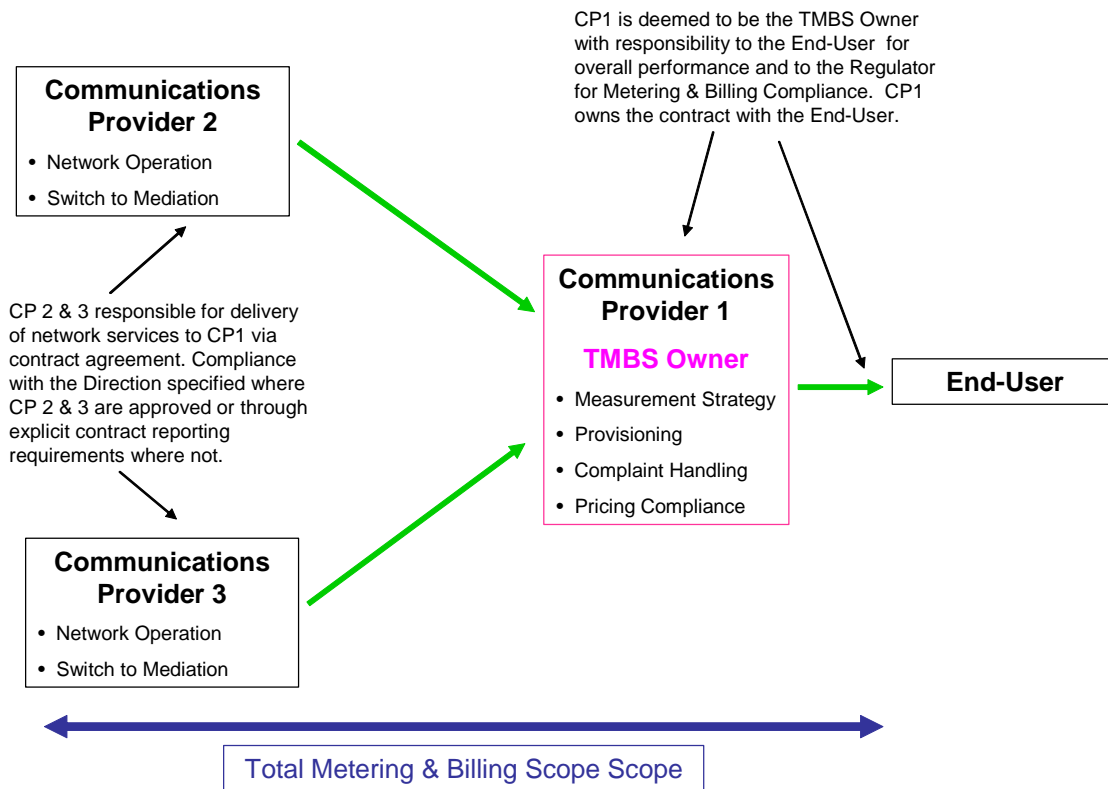 CP1 is deemed to be the TMBS Owner
with responsibility to the End-User for
overall performance and to the Regulator
for Metering & Billing Compliance. CP1
owns the contract with the End-User.
Communications
Provider 2
• Network Operation
• Switch to Mediation
CP 2 & 3 responsible for delivery
of network services to CP1 via
contract agreement. Compliance
with the Direction specified where
CP 2 & 3 are approved or through
explicit contract reporting
requirements where not.
Communications
Provider 1
TMBS Owner
• Measurement Strategy
• Provisioning
• Complaint Handling
• Pricing Compliance
End-User
Communications
Provider 3
• Network Operation
• Switch to Mediation
Total Metering & Billing Scope Scope